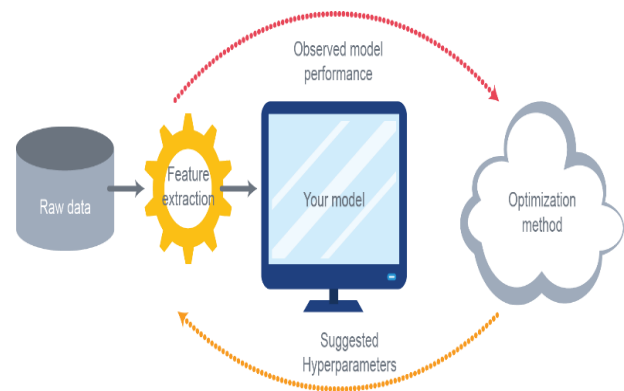 Observed model
performance
Raw data
Feature
extraction
Your model
Optimization
method
Suggested
Hyperparameters